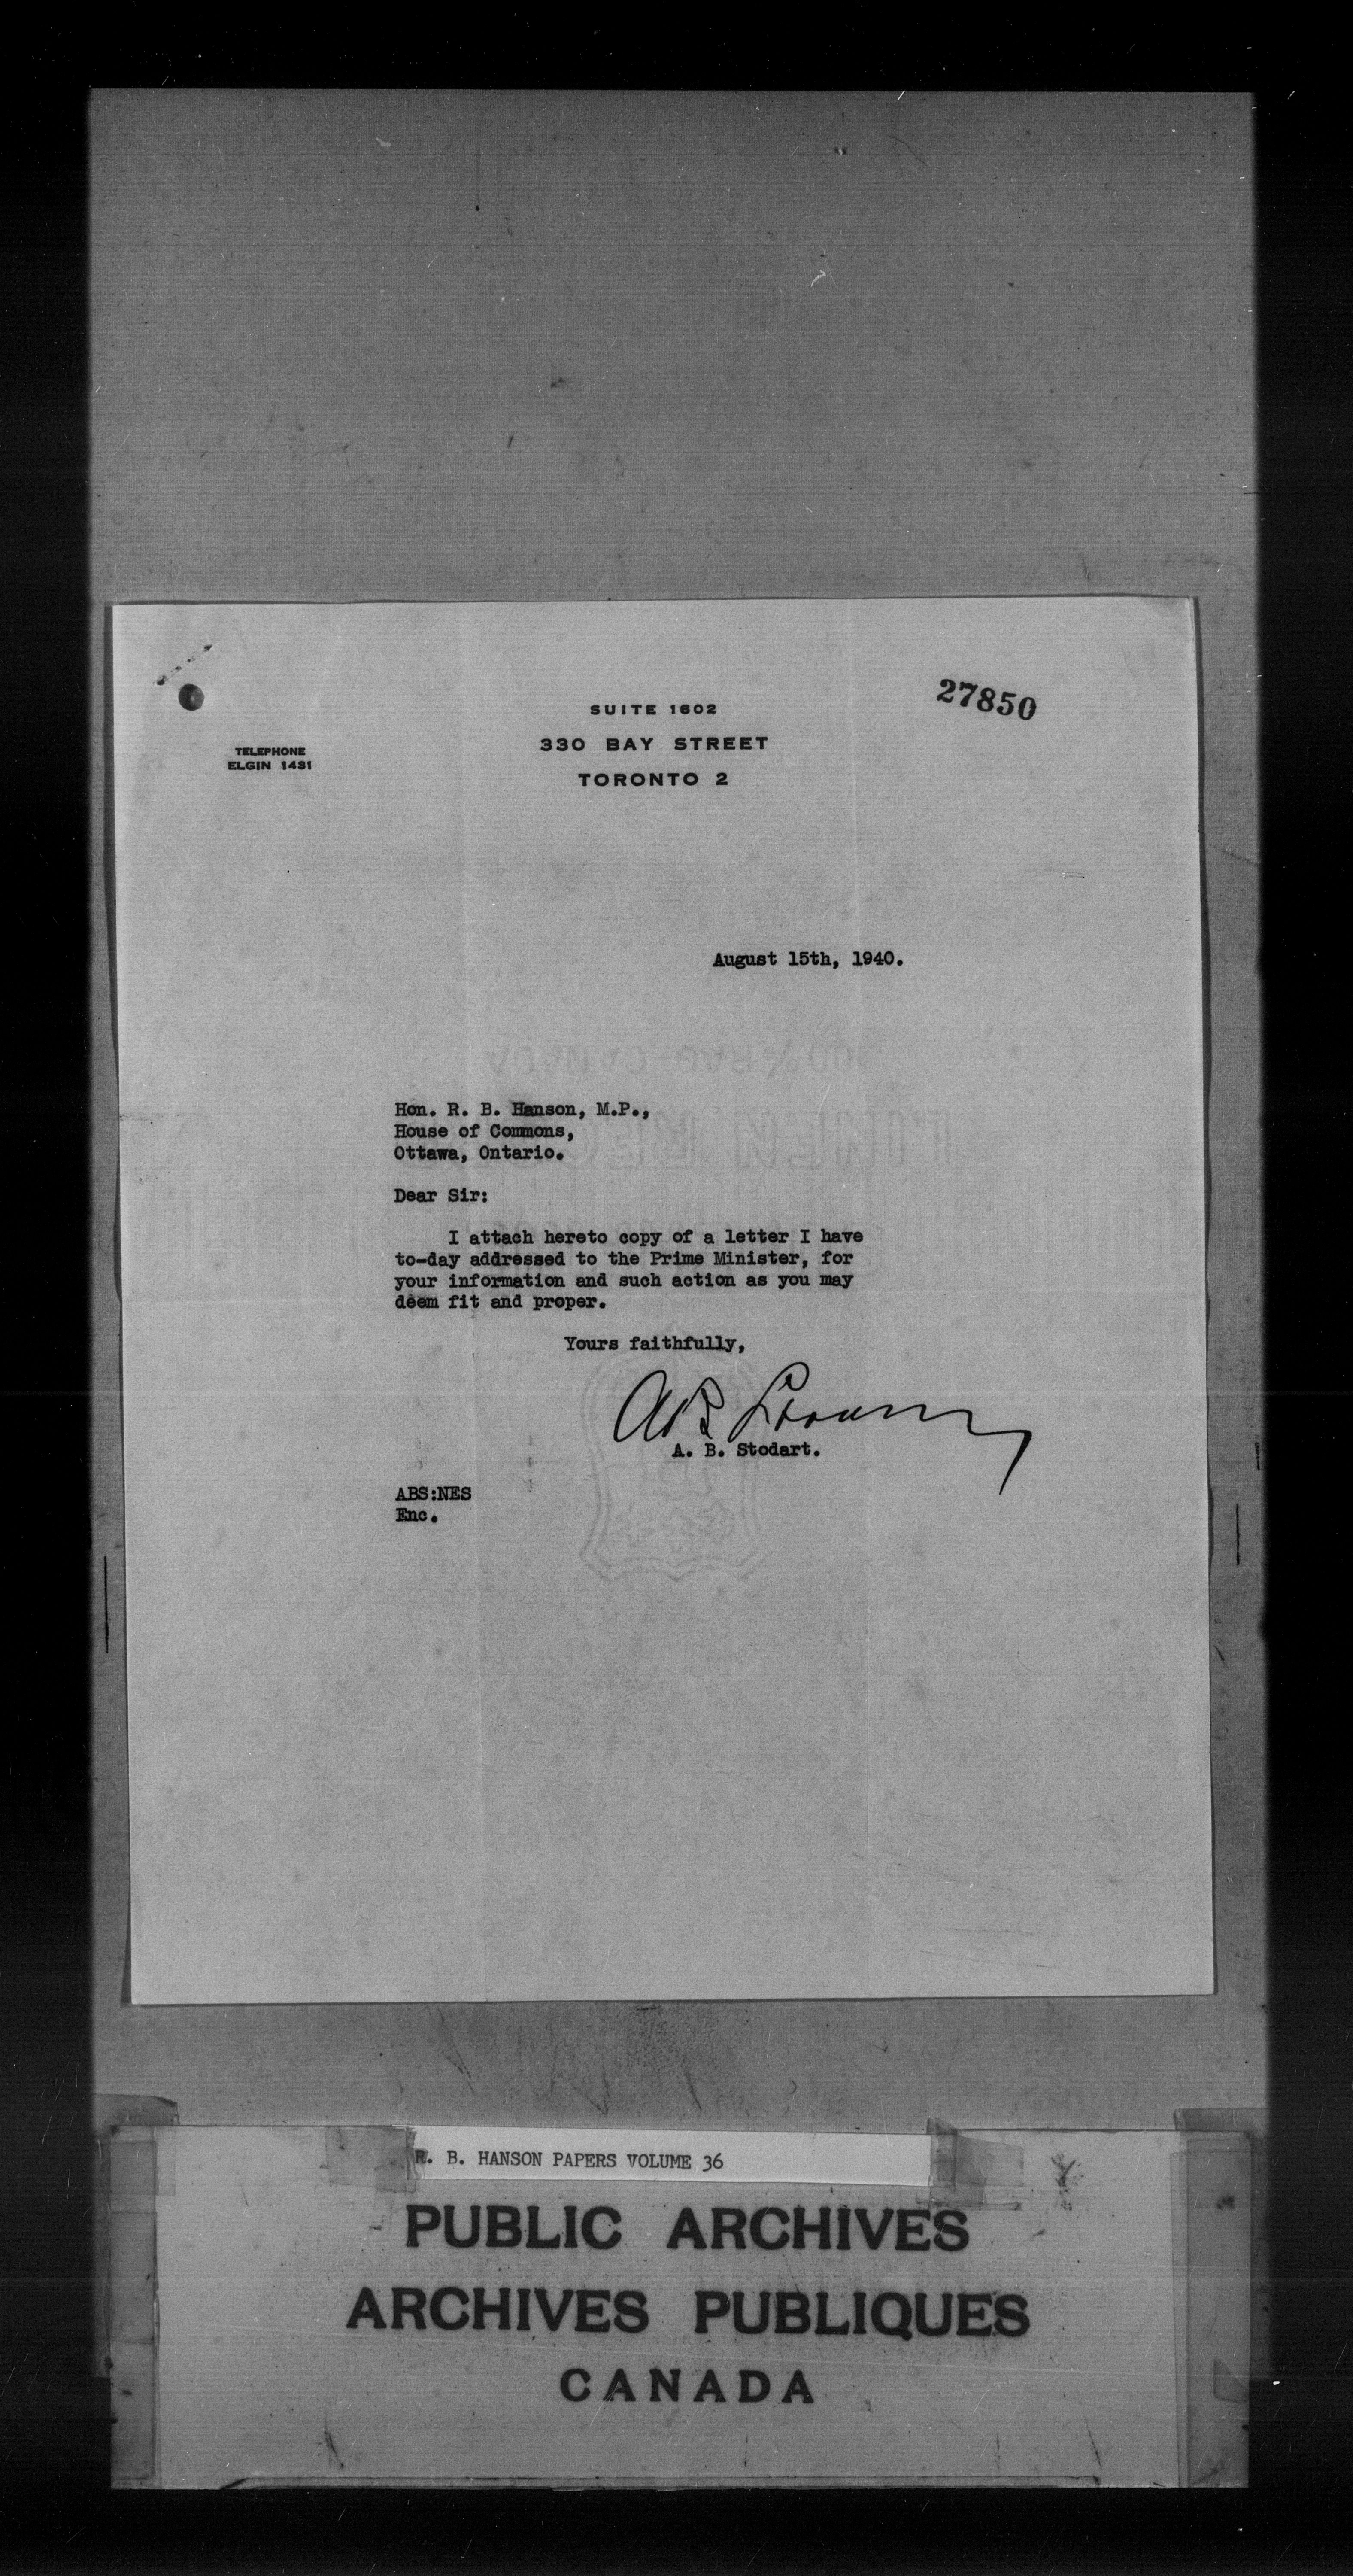 27850
SUITE 1602
330 BAY STREET
TORONTO 2
TELEPHONE
ELGIN 1431
August 15th, 1940.
Hon. R. B. Hanson, M.P.,
House of Commons,
Ottawa, Ontario.
Dear Sir:
I attach hereto copy of a letter I have
to-day addressed to the Prime Minister, for
your information and such action as you may
deem fit and proper.
Yours faithfully,
A. B. Stodart.
ABS:NES
Enc.
R. B. HANSON PAPERS VOLUME 36
PUBLIC ARCHIVES
ARCHIVES PUBLIQUES
CANADA